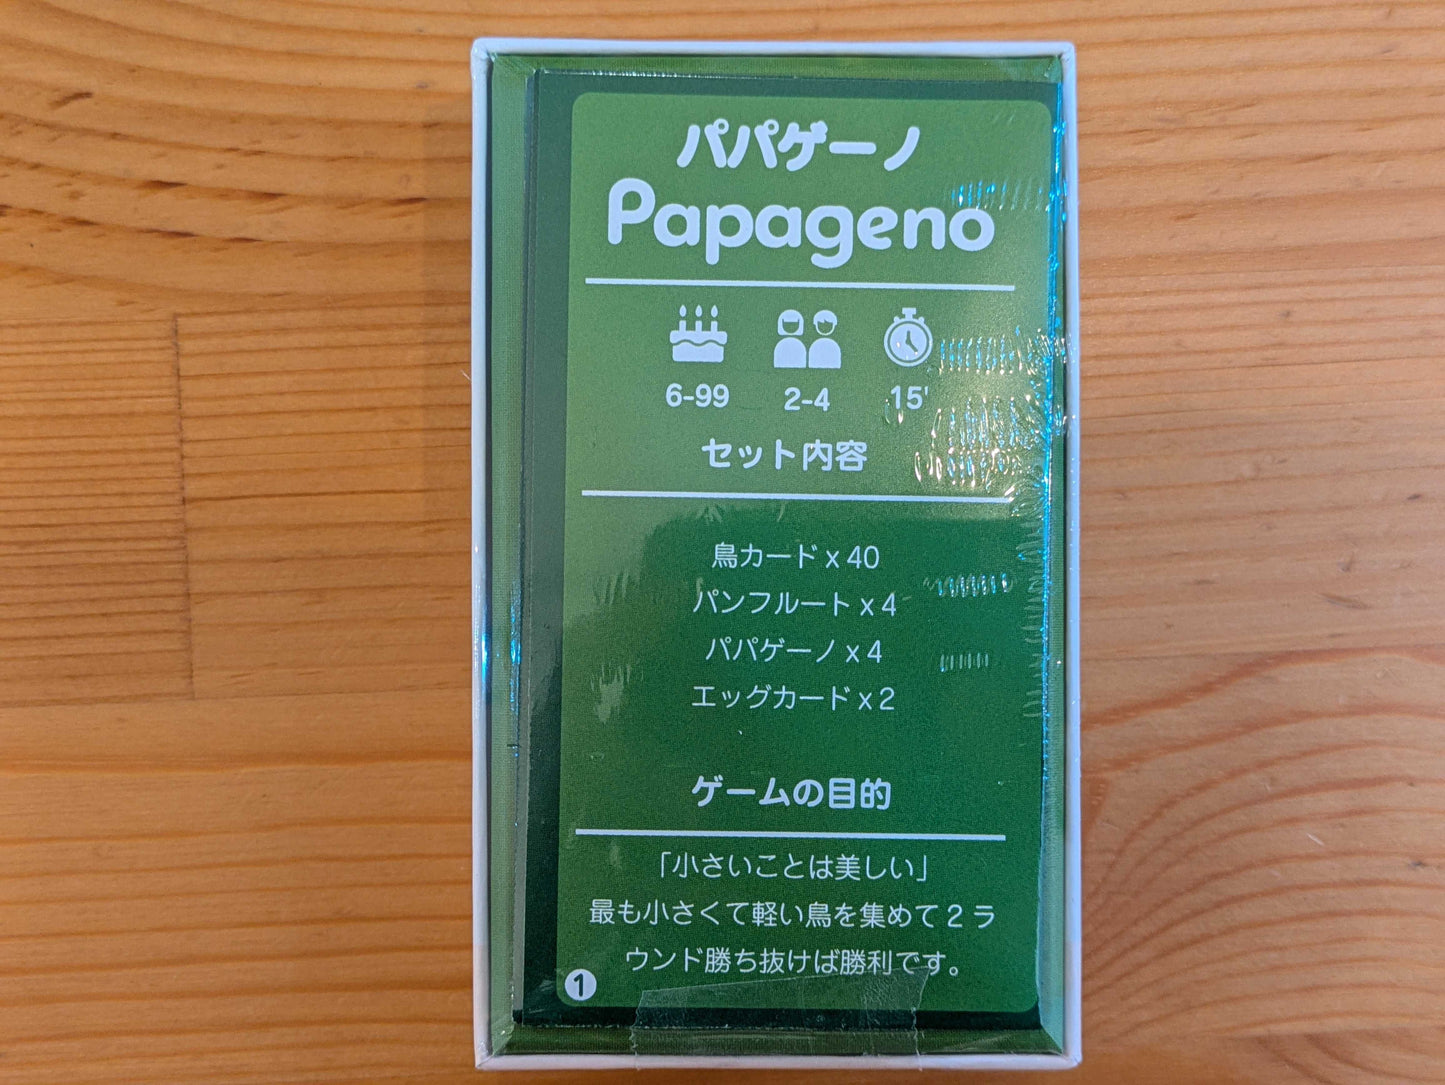 パパゲーノ
Papageno
6-99 2-4 15'
セット内容
鳥カード x 40
パンフルート x 4
パパゲーノ x 4
エッグカード x 2
ゲームの目的
「小さいことは美しい」
最も小さくて軽い鳥を集めて 2 ラ
ウンド勝ち抜けば勝利です。
1